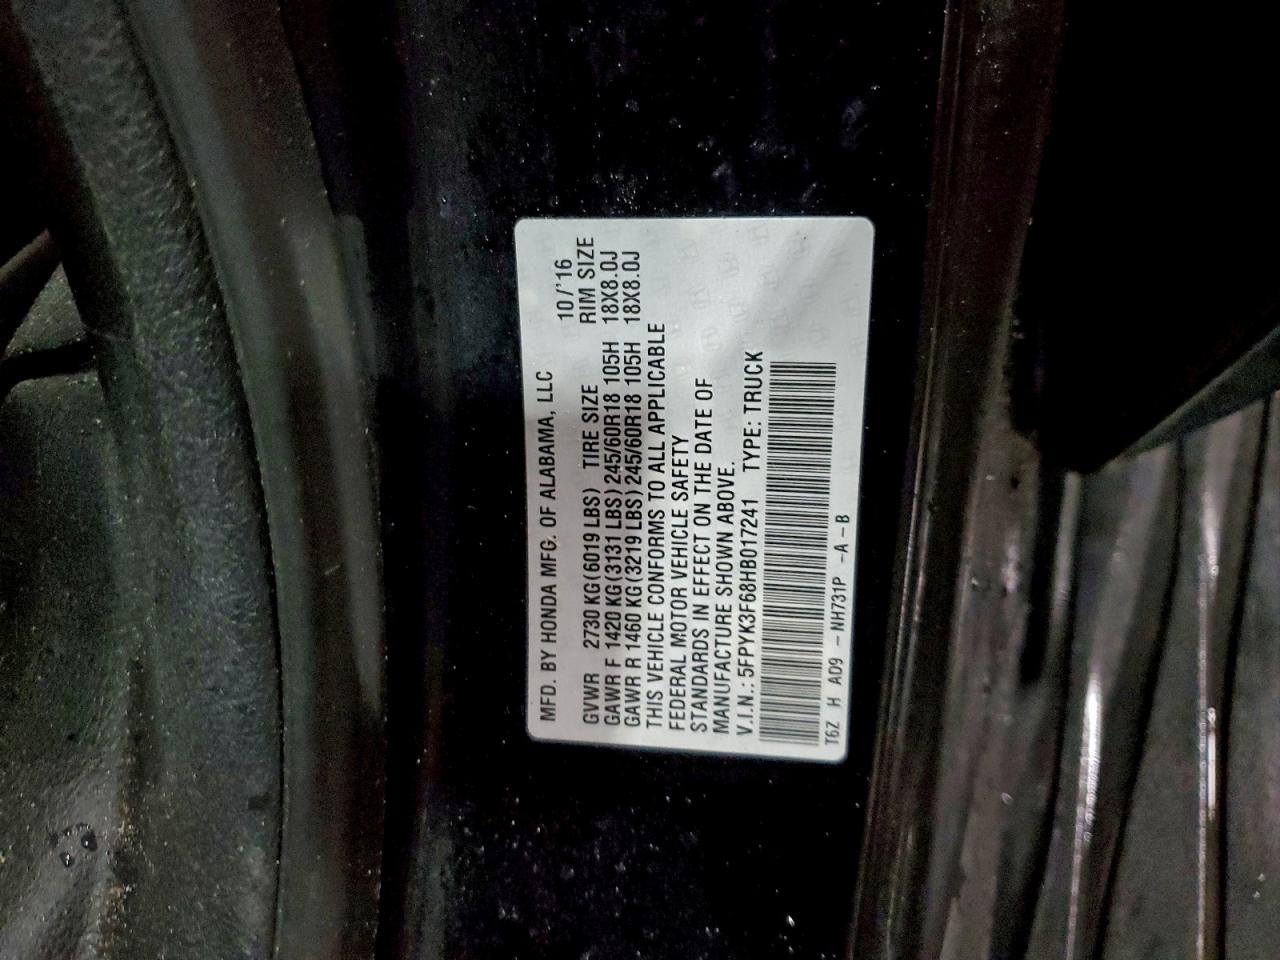 MFD. BY HONDA MFG. OF ALABAMA, LLC 10/'16
GVWR 2730 KG(6019 LBS) TIRE SIZE RIM SIZE
GAWR F 1420 KG(3131 LBS)245/60R18 105H 18X8.0J
GAWR R 1460 KG(3219 LBS)245/60R18 105H 18X8.0J
THIS VEHICLE CONFORMS TO ALL APPLICABLE
FEDERAL MOTOR VEHICLE SAFETY
STANDARDS IN EFFECT ON THE DATE OF
MANUFACTURE SHOWN ABOVE.
V.I.N.: 5FPYK3F68HB017241 TYPE: TRUCK
T6Z H A09 -NH731P -A-B